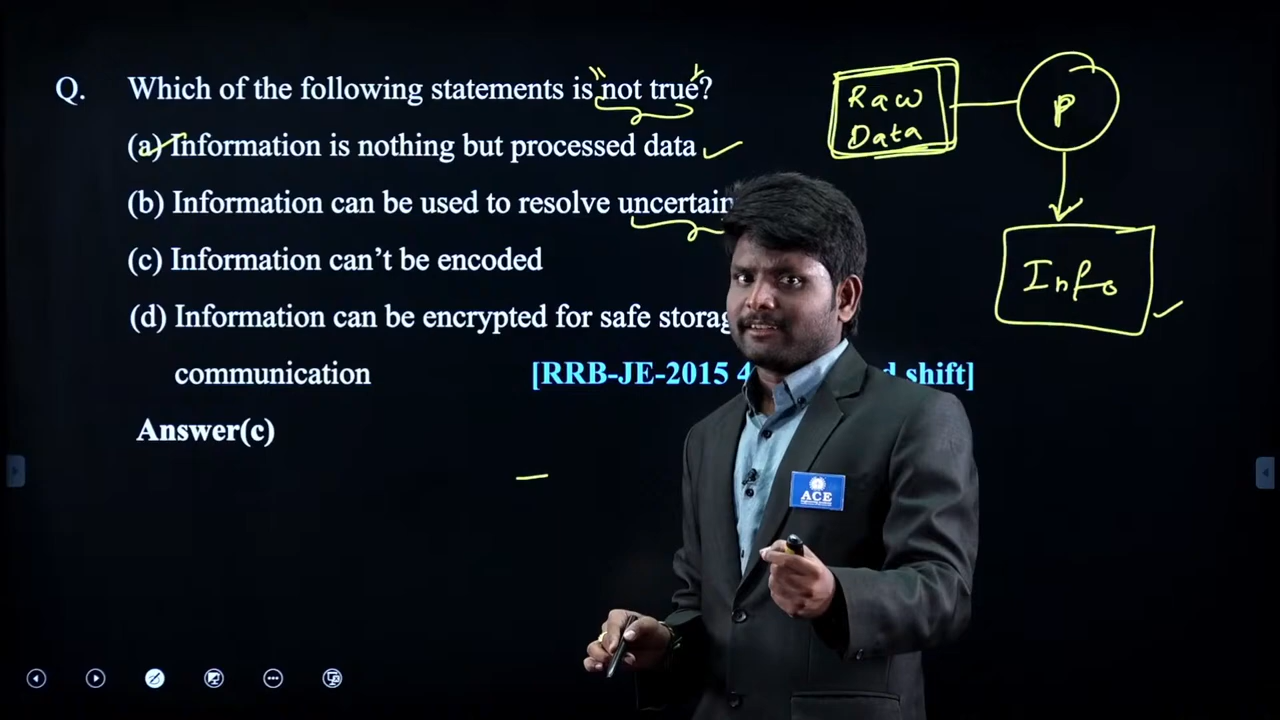 Q. Which of the following statements is not true?
(a) Information is nothing but processed data
(b) Information can be used to resolve
(c) Information can't be encoded
(d) Information can be encrypted for safe
communication [RRB-JE-2015 shift]
Answer(c)
Raw
Data
P
Info
ACE